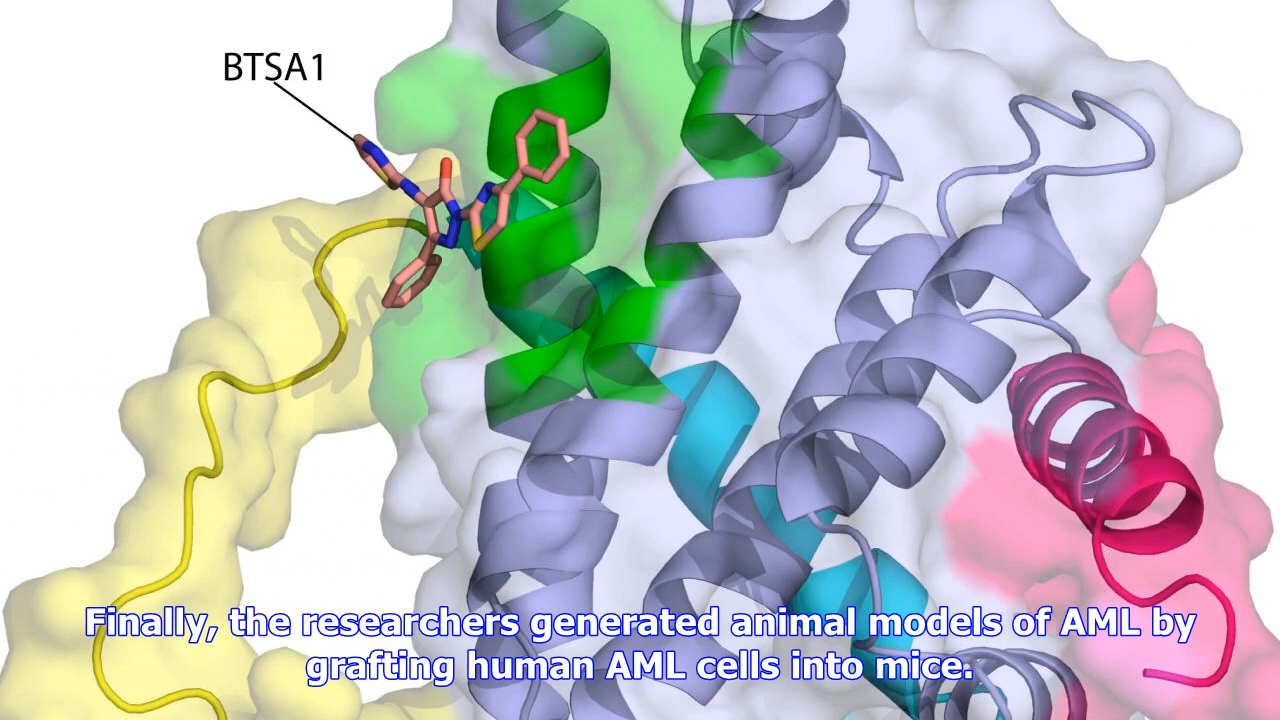 BTSA1
Finally, the researchers generated animal models of AML by
grafting human AML cells into mice.